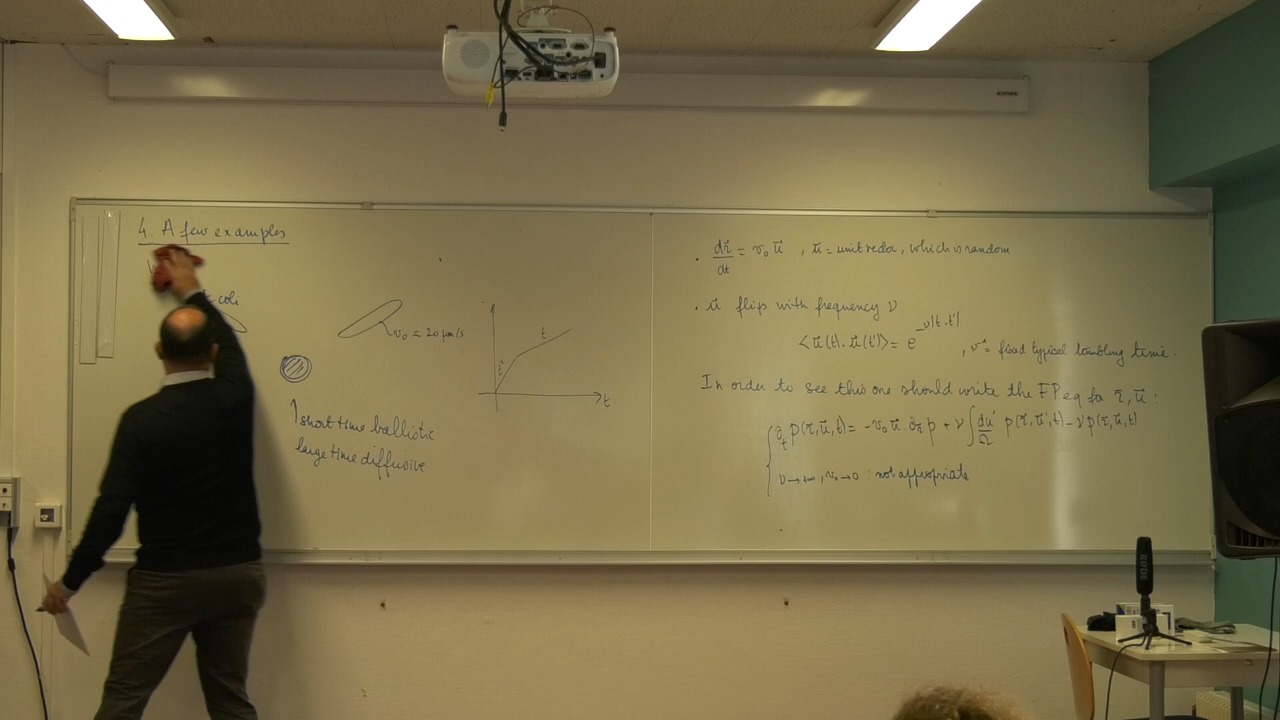 4. A few examples
coli
v₀ = 20 μm/s
t
t
short time ballistic
large time diffusive
. dr⃗/dt = v₀ u⃗ , u⃗ = unit vector, which is random
. u⃗ flips with frequency ν
<u⃗(t). u⃗(t')> = e^{-ν|t-t'|}
, ν⁻¹ = fixed typical tumbling time.
In order to see this one should write the FP eq for r⃗, u⃗ :
∂ₜ p(r⃗,u⃗,t) = -v₀ u⃗ . ∂_r⃗ p + ν ∫ du⃗'/Ω p(r⃗,u⃗',t) - ν p(r⃗,u⃗,t)
ν → +∞, v₀ → 0 : not appropriate
RODE